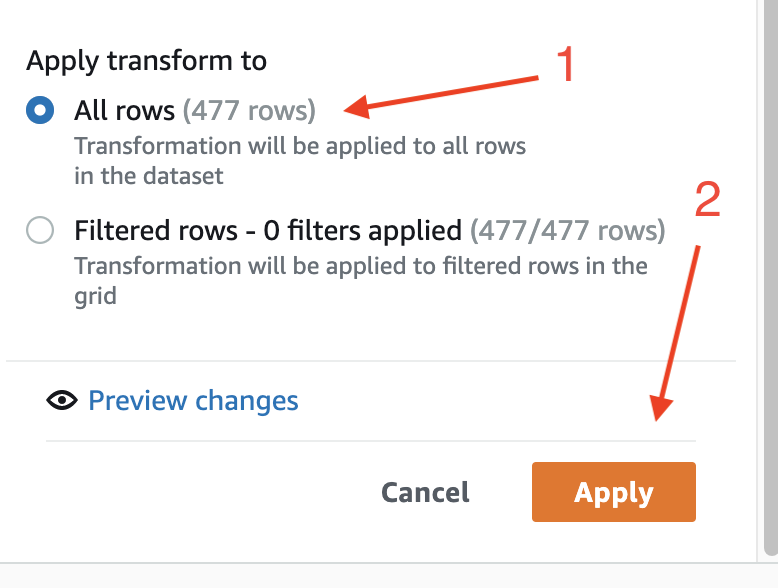 Apply transform to
1
All rows (477 rows)
Transformation will be applied to all rows
in the dataset
2
Filtered rows - 0 filters applied (477/477 rows)
Transformation will be applied to filtered rows in the
grid
Preview changes
Cancel
Apply